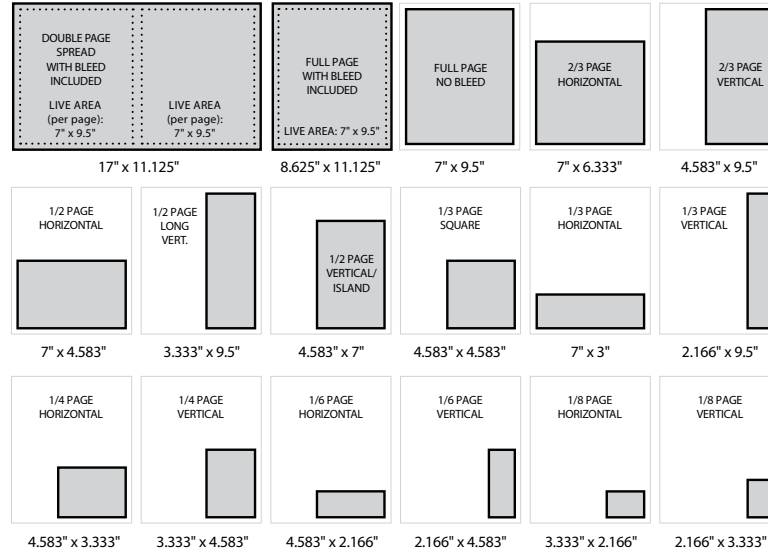 DOUBLE PAGE
SPREAD
WITH BLEED
INCLUDED
LIVE AREA
(per page):
7" x 9.5"
LIVE AREA
(per page):
7" x 9.5"
17" x 11.125"
FULL PAGE
WITH BLEED
INCLUDED
LIVE AREA: 7" x 9.5"
8.625" x 11.125"
FULL PAGE
NO BLEED
7" x 9.5"
2/3 PAGE
HORIZONTAL
7" x 6.333"
2/3 PAGE
VERTICAL
4.583" x 9.5"
1/2 PAGE
HORIZONTAL
7" x 4.583"
1/2 PAGE
LONG
VERT.
3.333" x 9.5"
1/2 PAGE
VERTICAL/
ISLAND
4.583" x 7"
1/3 PAGE
SQUARE
4.583" x 4.583"
1/3 PAGE
HORIZONTAL
7" x 3"
1/3 PAGE
VERTICAL
2.166" x 9.5"
1/4 PAGE
HORIZONTAL
4.583" x 3.333"
1/4 PAGE
VERTICAL
3.333" x 4.583"
1/6 PAGE
HORIZONTAL
4.583" x 2.166"
1/6 PAGE
VERTICAL
2.166" x 4.583"
1/8 PAGE
HORIZONTAL
3.333" x 2.166"
1/8 PAGE
VERTICAL
2.166" x 3.333"